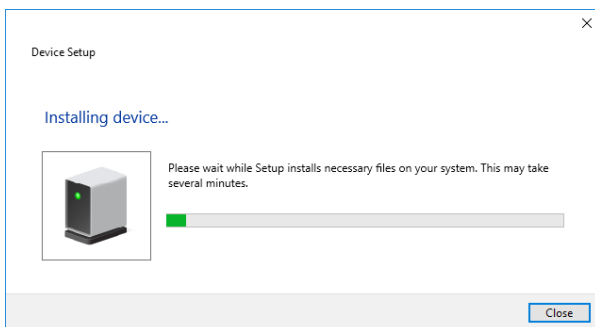 Device Setup
Installing device...
Please wait while Setup installs necessary files on your system. This may take
several minutes.
Close